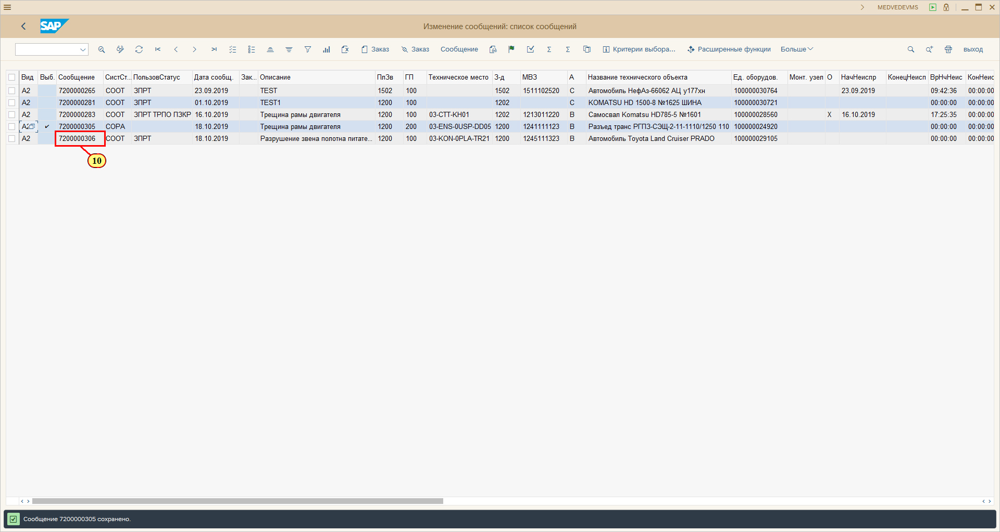 MEDVEDEVMS
SAP
Изменение сообщений: список сообщений
Заказ Заказ Сообщение Критерии выбора... Расширенные функции Больше выход
Вид Выб. Сообщение СистСт... ПользовСтатус Дата сообщ. Зак... Описание ПлЗв ГП Техническое место З-д МВЗ A Название технического объекта Ед. оборудов. Монт. узел О НачНеиспр КонецНеисп ВрНчНеис КонНеис
A2 7200000265 СООТ ЗПРТ 23.09.2019 TEST 1502 100 1502 1511102520 C Автомобиль НефАз-66062 АЦ у177хн 100000030764 23.09.2019 09:42:36 00:00:00
A2 7200000281 СООТ ЗПРТ 01.10.2019 TEST1 1200 100 1202 C KOMATSU HD 1500-8 №1625 ШИНА 100000030721 00:00:00 00:00:00
A2 7200000283 СООТ ЗПРТ ТРПО ПЗКР 16.10.2019 Трещина рамы двигателя 1200 100 03-CTT-KH01 1202 1213011220 B Самосвал Komatsu HD785-5 №1601 100000028560 X 16.10.2019 17:25:35 00:00:00
A2 7200000305 СОРА 18.10.2019 Трещина рамы двигателя 1200 200 03-ENS-0USP-DD05 1200 1241111123 B Разъед транс РГПЗ-СЭЩ-2-11-1110/1250 110 100000024920 00:00:00 00:00:00
A2 7200000306 СООТ ЗПРТ 18.10.2019 Разрушение звена полотна питате... 1200 100 03-KON-0PLA-TR21 1200 1245111323 B Автомобиль Toyota Land Cruiser PRADO 100000029105 00:00:00 00:00:00
10
Сообщение 7200000305 сохранено.